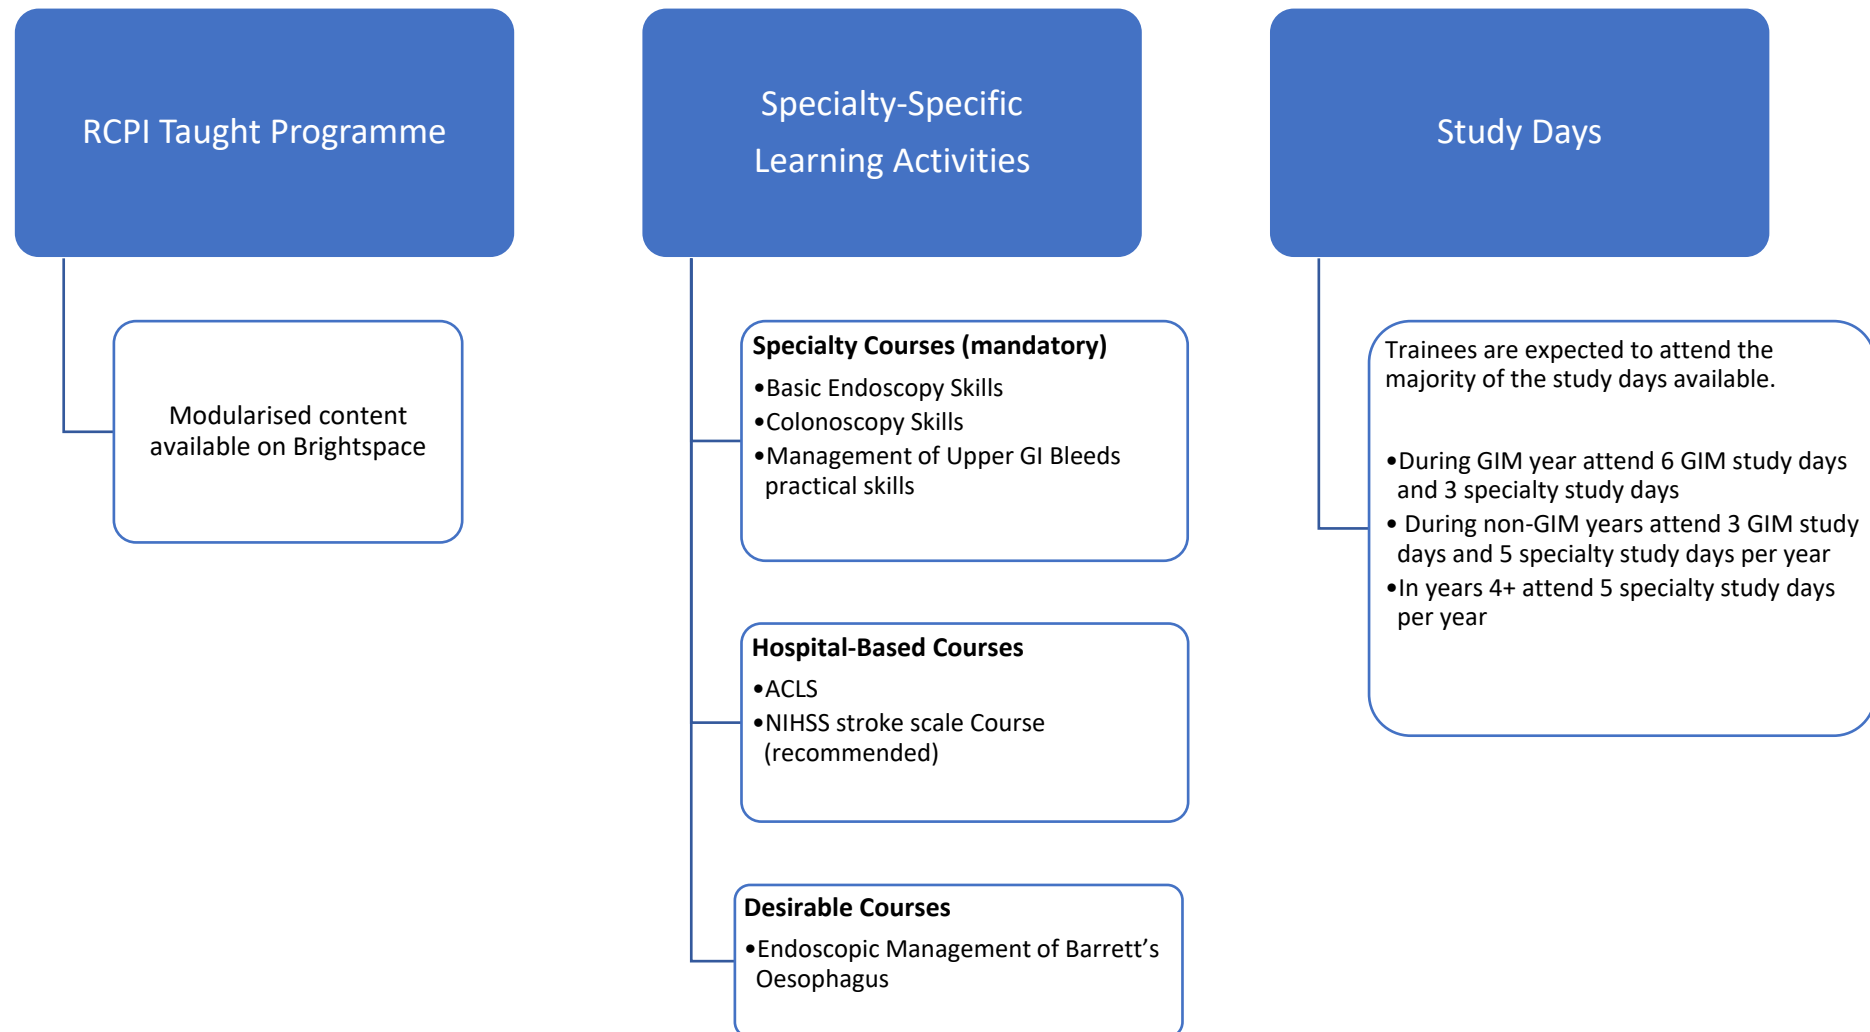 RCPI Taught Programme
Modularised content
available on Brightspace
Specialty-Specific
Learning Activities
Specialty Courses (mandatory)
•Basic Endoscopy Skills
•Colonoscopy Skills
•Management of Upper GI Bleeds
practical skills
Hospital-Based Courses
•ACLS
•NIHSS stroke scale Course
(recommended)
Desirable Courses
•Endoscopic Management of Barrett’s
Oesophagus
Study Days
Trainees are expected to attend the
majority of the study days available.
•During GIM year attend 6 GIM study days
and 3 specialty study days
• During non-GIM years attend 3 GIM study
days and 5 specialty study days per year
•In years 4+ attend 5 specialty study days
per year